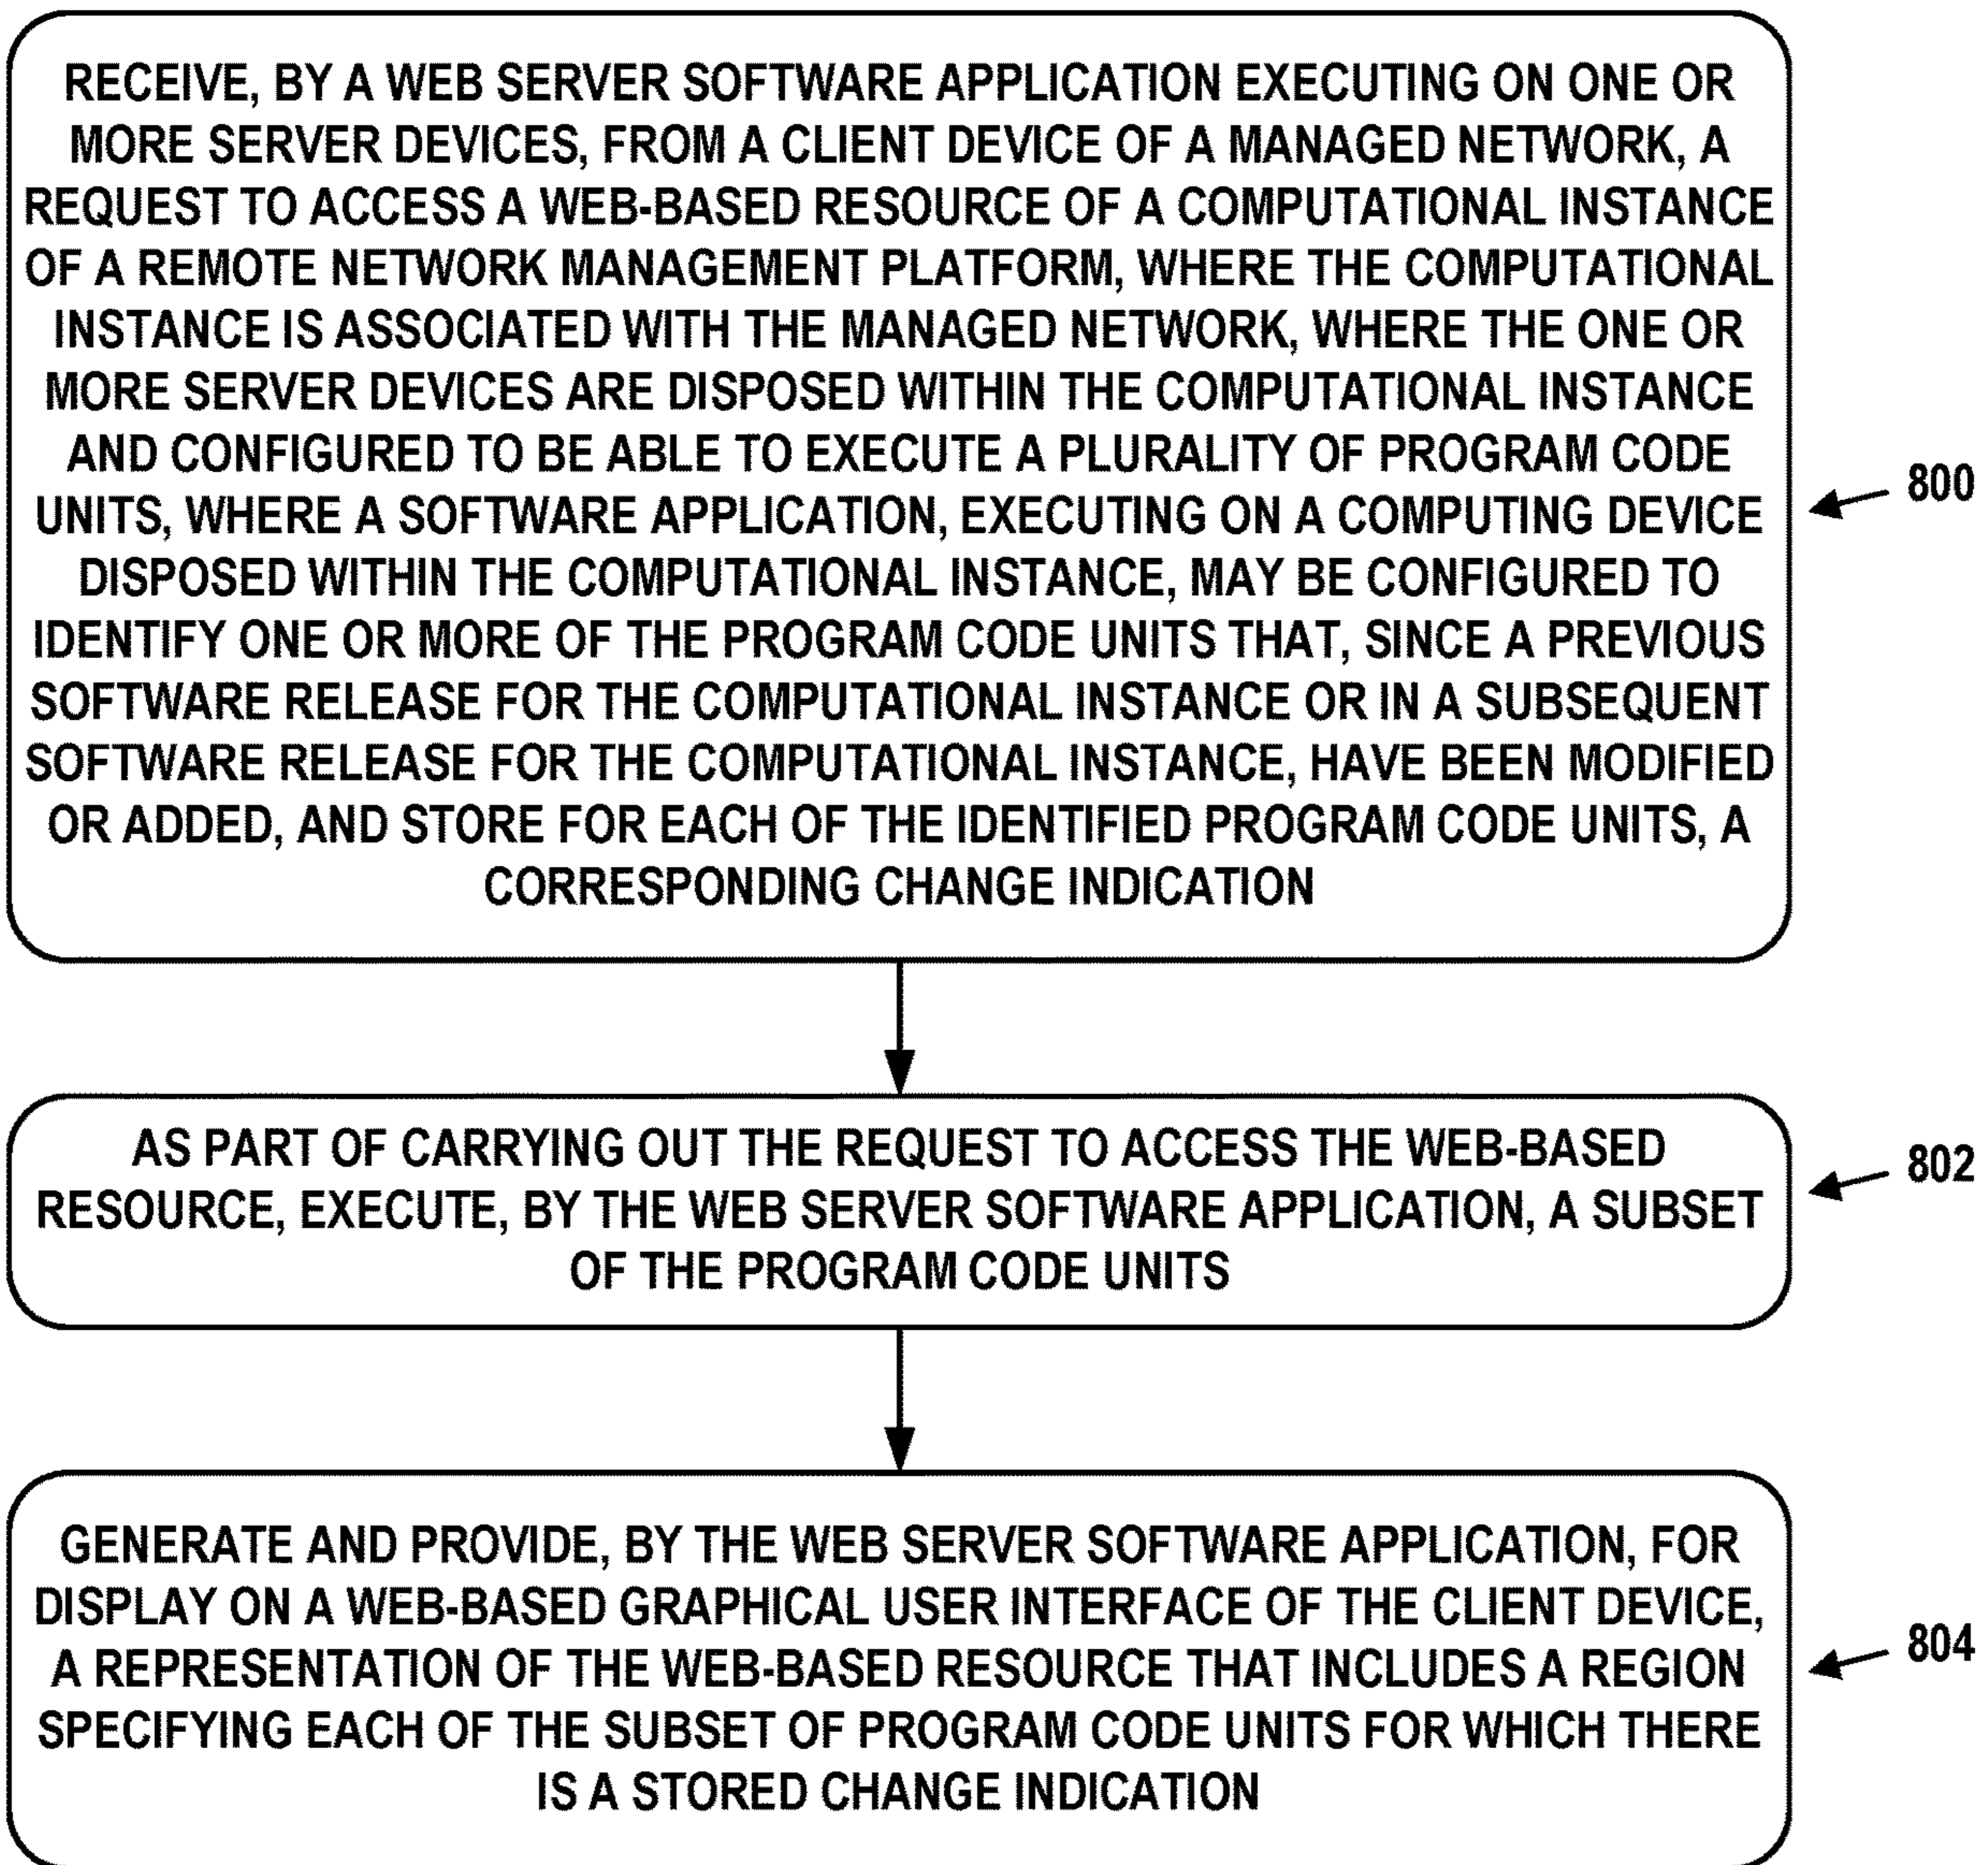 RECEIVE, BY A WEB SERVER SOFTWARE APPLICATION EXECUTING ON ONE OR
MORE SERVER DEVICES, FROM A CLIENT DEVICE OF A MANAGED NETWORK, A
REQUEST TO ACCESS A WEB-BASED RESOURCE OF A COMPUTATIONAL INSTANCE
OF A REMOTE NETWORK MANAGEMENT PLATFORM, WHERE THE COMPUTATIONAL
INSTANCE IS ASSOCIATED WITH THE MANAGED NETWORK, WHERE THE ONE OR
MORE SERVER DEVICES ARE DISPOSED WITHIN THE COMPUTATIONAL INSTANCE
AND CONFIGURED TO BE ABLE TO EXECUTE A PLURALITY OF PROGRAM CODE
UNITS, WHERE A SOFTWARE APPLICATION, EXECUTING ON A COMPUTING DEVICE
DISPOSED WITHIN THE COMPUTATIONAL INSTANCE, MAY BE CONFIGURED TO
IDENTIFY ONE OR MORE OF THE PROGRAM CODE UNITS THAT, SINCE A PREVIOUS
SOFTWARE RELEASE FOR THE COMPUTATIONAL INSTANCE OR IN A SUBSEQUENT
SOFTWARE RELEASE FOR THE COMPUTATIONAL INSTANCE, HAVE BEEN MODIFIED
OR ADDED, AND STORE FOR EACH OF THE IDENTIFIED PROGRAM CODE UNITS, A
CORRESPONDING CHANGE INDICATION
800
AS PART OF CARRYING OUT THE REQUEST TO ACCESS THE WEB-BASED
RESOURCE, EXECUTE, BY THE WEB SERVER SOFTWARE APPLICATION, A SUBSET
OF THE PROGRAM CODE UNITS
802
GENERATE AND PROVIDE, BY THE WEB SERVER SOFTWARE APPLICATION, FOR
DISPLAY ON A WEB-BASED GRAPHICAL USER INTERFACE OF THE CLIENT DEVICE,
A REPRESENTATION OF THE WEB-BASED RESOURCE THAT INCLUDES A REGION
SPECIFYING EACH OF THE SUBSET OF PROGRAM CODE UNITS FOR WHICH THERE
IS A STORED CHANGE INDICATION
804